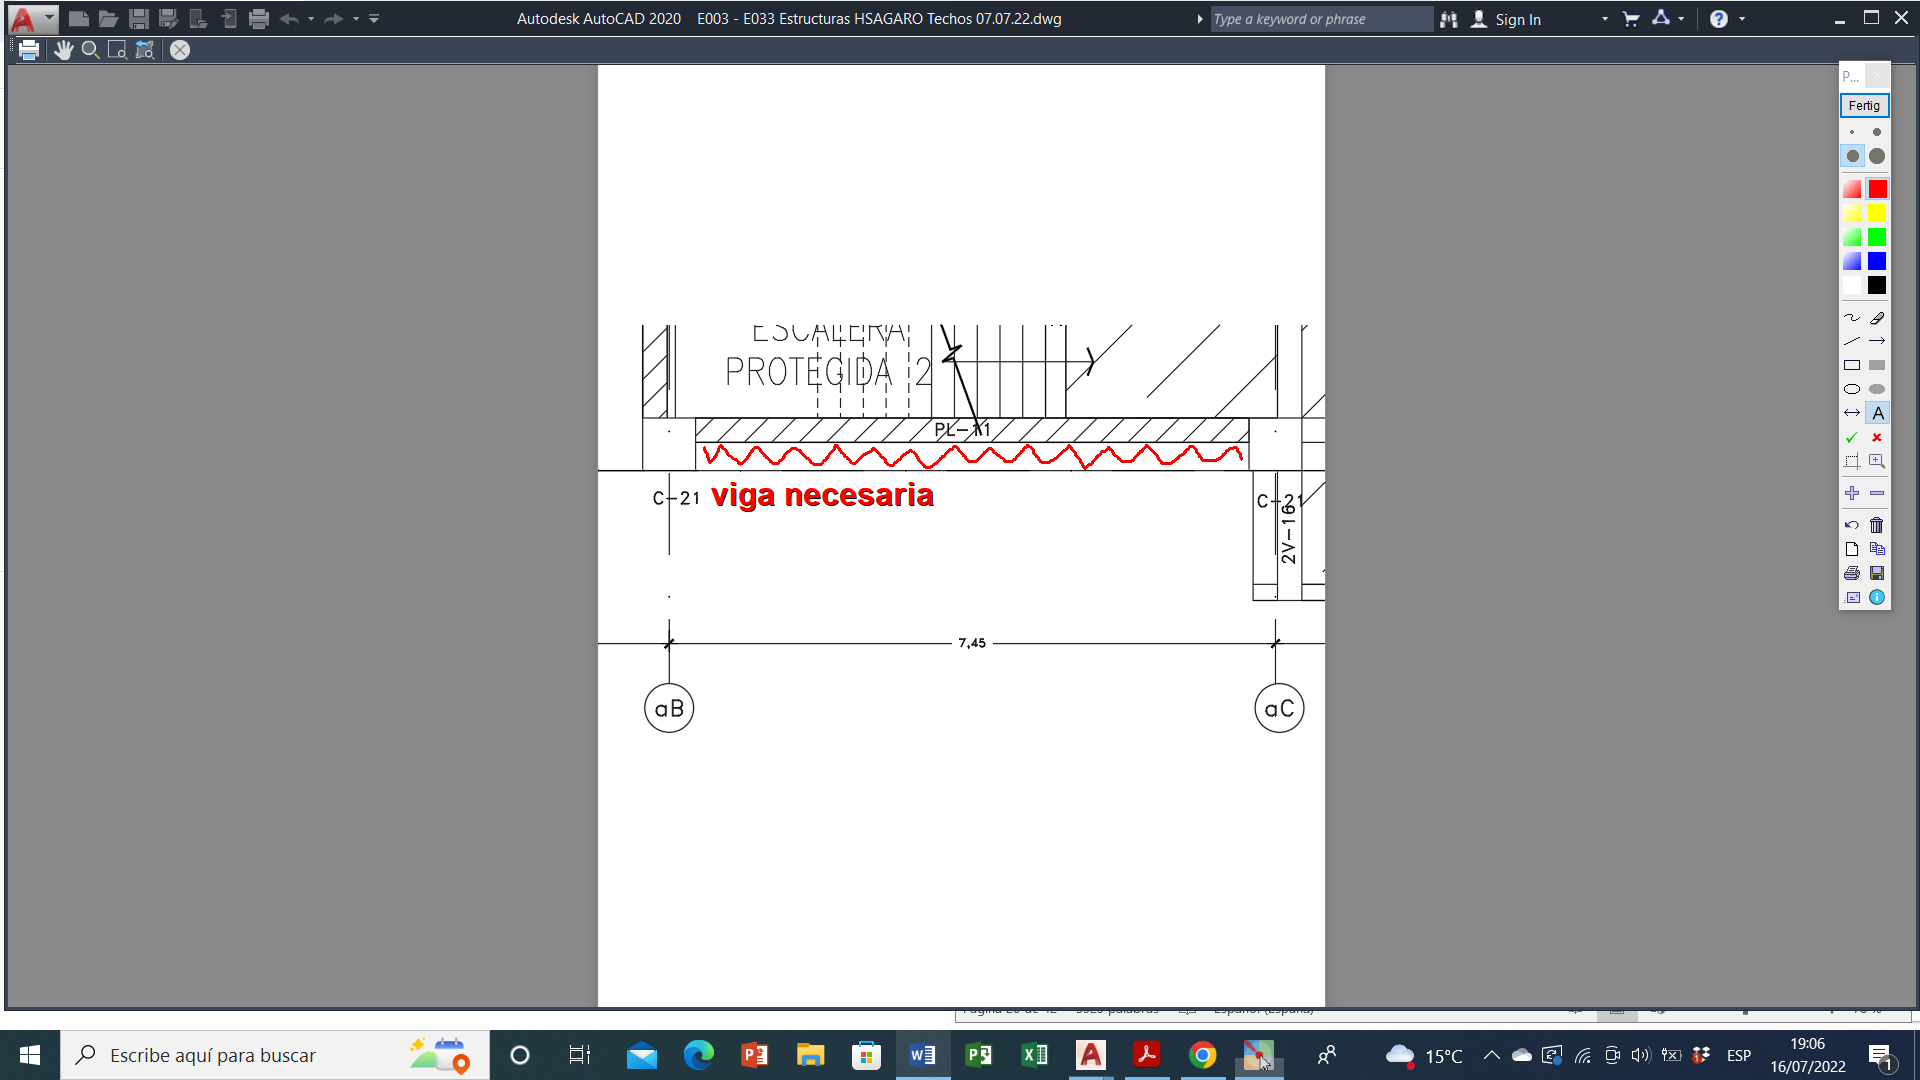 Autodesk AutoCAD 2020 E003 - E033 Estructuras HSAGARO Techos 07.07.22.dwg
Type a keyword or phrase
Sign In
P...
Fertig
ESCALERA
PROTEGIDA 2
PL-11
C-21
viga necesaria
C-21
2V-16
7,45
aB
aC
Escribe aquí para buscar
15°C
ESP
19:06
16/07/2022
1